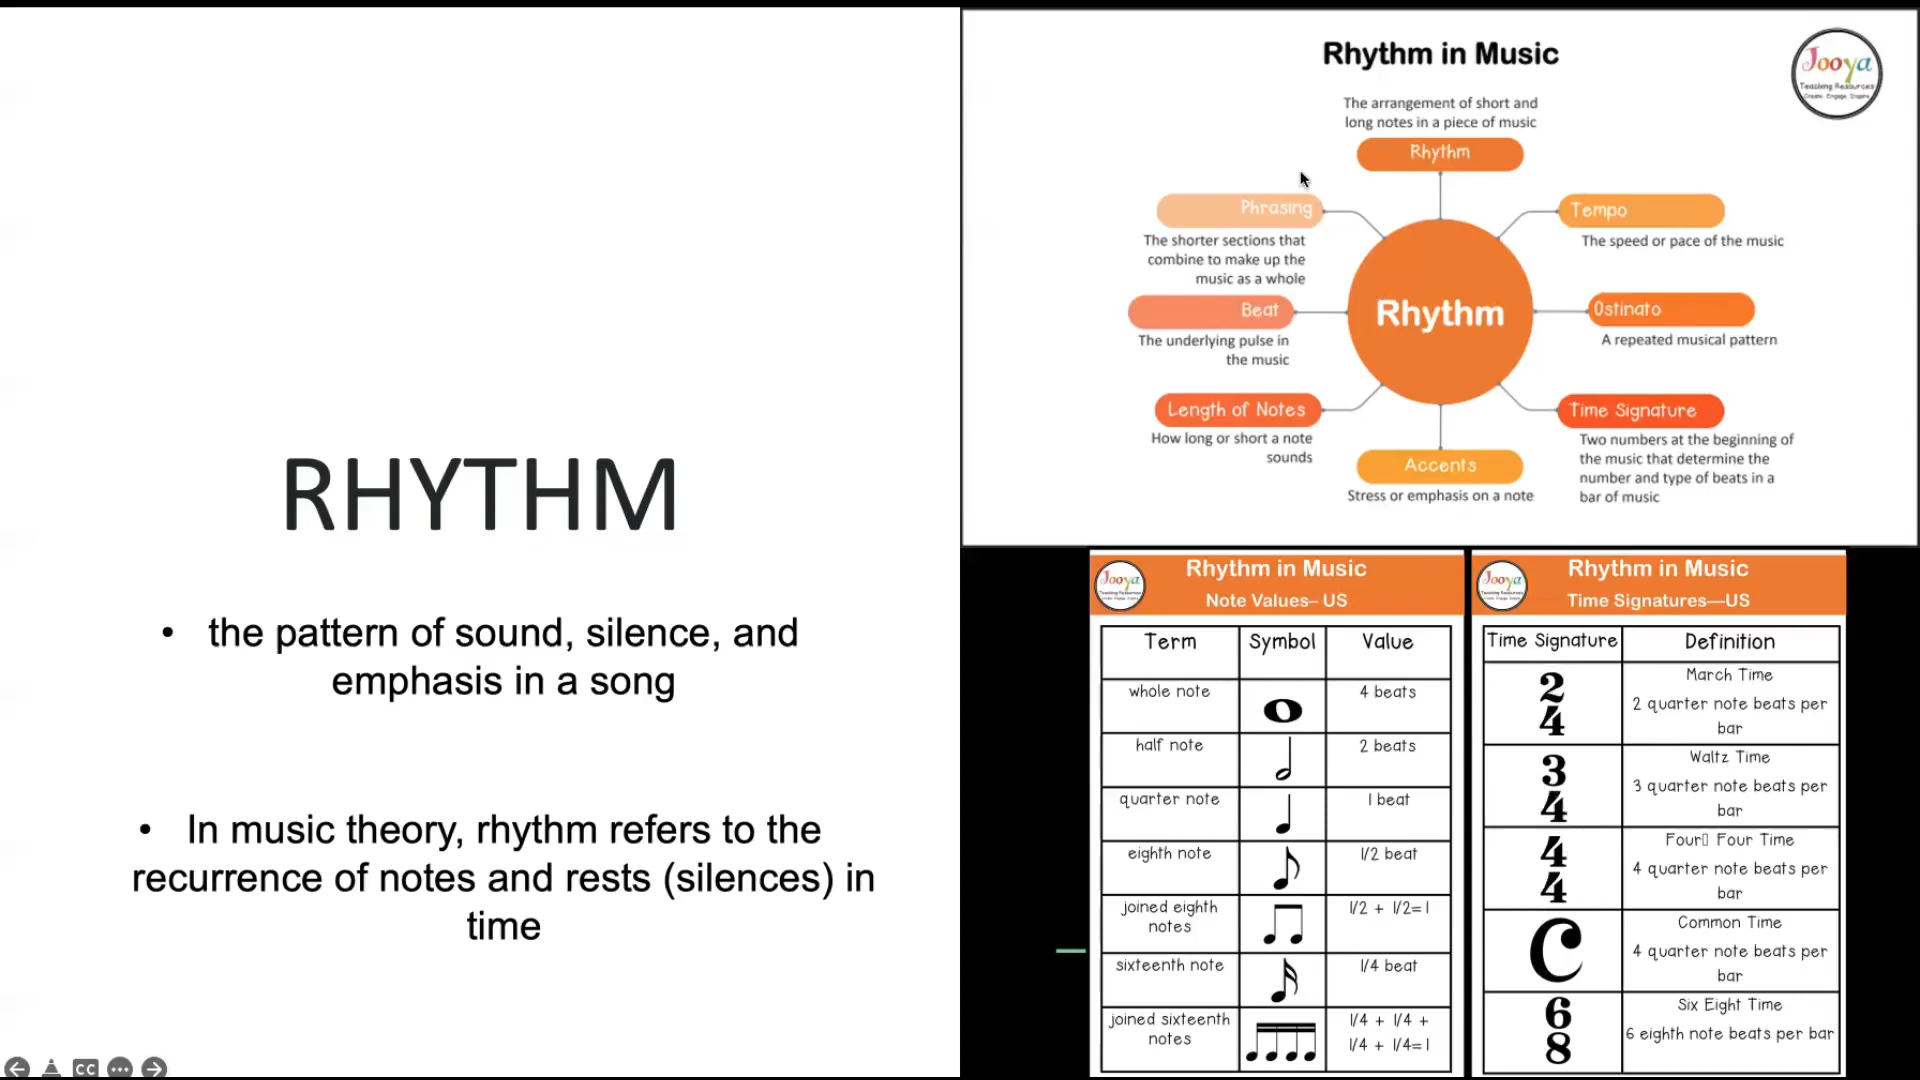 RHYTHM
• the pattern of sound, silence, and
emphasis in a song
• In music theory, rhythm refers to the
recurrence of notes and rests (silences) in
time
CC
Rhythm in Music
Jooya
Teaching Resources
Create. Engage. Inspire.
The arrangement of short and
long notes in a piece of music
Rhythm
Phrasing
The shorter sections that
combine to make up the
music as a whole
Tempo
The speed or pace of the music
Beat
The underlying pulse in
the music
Rhythm
Ostinato
A repeated musical pattern
Length of Notes
How long or short a note
sounds
Time Signature
Two numbers at the beginning of
the music that determine the
number and type of beats in a
bar of music
Accents
Stress or emphasis on a note
Jooya
Teaching Resources
Rhythm in Music
Note Values– US
Term Symbol Value
whole note 4 beats
half note 2 beats
quarter note 1 beat
eighth note 1/2 beat
joined eighth
notes
1/2 + 1/2=1
sixteenth note 1/4 beat
joined sixteenth
notes
1/4 + 1/4 +
1/4 + 1/4=1
Jooya
Teaching Resources
Rhythm in Music
Time Signatures—US
Time Signature Definition
2
4
March Time
2 quarter note beats per
bar
3
4
Waltz Time
3 quarter note beats per
bar
4
4
Four▯ Four Time
4 quarter note beats per
bar
C
Common Time
4 quarter note beats per
bar
6
8
Six Eight Time
6 eighth note beats per bar